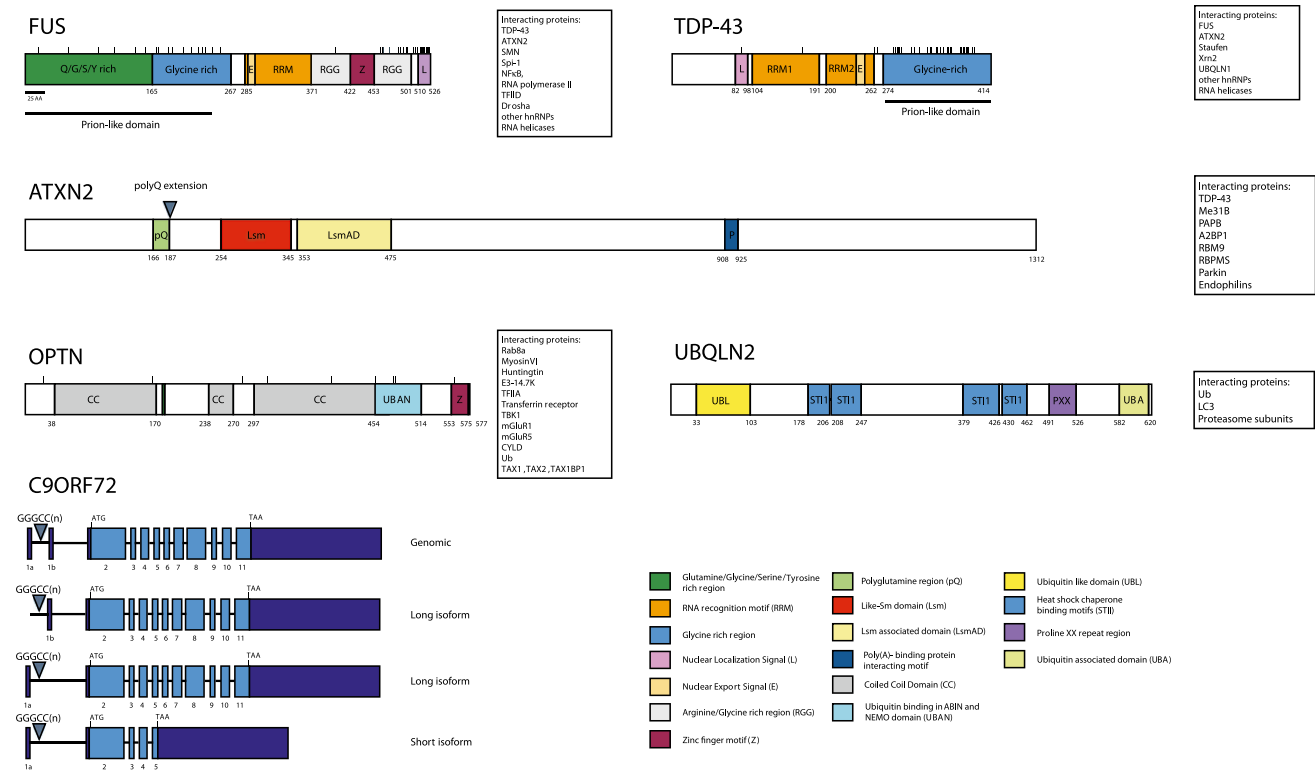 FUS
Q/G/S/Y rich
Glycine rich
E
RRM
RGG
Z
RGG
L
165
267
285
371
422
453
501
510
526
25 AA
Prion-like domain
Interacting proteins:
TDP-43
ATXN2
SMN
Spi-1
NFκB,
RNA polymerase II
TFIID
Drosha
other hnRNPs
RNA helicases
TDP-43
L
RRM1
RRM2
E
Glycine-rich
82
98
104
191
200
262
274
414
Prion-like domain
Interacting proteins:
FUS
ATXN2
Staufen
Xrn2
UBQLN1
other hnRNPs
RNA helicases
ATXN2
polyQ extension
pQ
Lsm
LsmAD
P
166
187
254
345
353
475
908
925
1312
Interacting proteins:
TDP-43
Me31B
PAPB
A2BP1
RBM9
RBPMS
Parkin
Endophilins
OPTN
CC
CC
CC
UBAN
Z
38
170
238
270
297
454
514
553
575
577
Interacting proteins:
Rab8a
MyosinVI
Huntingtin
E3-14.7K
TFIIA
Transferrin receptor
TBK1
mGluR1
mGluR5
CYLD
Ub
TAX1 ,TAX2 ,TAX1BP1
UBQLN2
UBL
STI1
STI1
STI1
STI1
PXX
UBA
33
103
178
206
208
247
379
426
430
462
491
526
582
620
Interacting proteins:
Ub
LC3
Proteasome subunits
C9ORF72
GGGCC(n)
ATG
TAA
1a
1b
2
3
4
5
6
7
8
9
10
11
Genomic
GGGCC(n)
ATG
TAA
1b
2
3
4
5
6
7
8
9
10
11
Long isoform
GGGCC(n)
ATG
TAA
1a
2
3
4
5
6
7
8
9
10
11
Long isoform
GGGCC(n)
ATG
TAA
1a
2
3
4
5
Short isoform
Glutamine/Glycine/Serine/Tyrosine
rich region
RNA recognition motif (RRM)
Glycine rich region
Nuclear Localization Signal (L)
Nuclear Export Signal (E)
Arginine/Glycine rich region (RGG)
Zinc finger motif (Z)
Polyglutamine region (pQ)
Like-Sm domain (Lsm)
Lsm associated domain (LsmAD)
Poly(A)- binding protein
interacting motif
Coiled Coil Domain (CC)
Ubiquitin binding in ABIN and
NEMO domain (UBAN)
Ubiquitin like domain (UBL)
Heat shock chaperone
binding motifs (STII)
Proline XX repeat region
Ubiquitin associated domain (UBA)